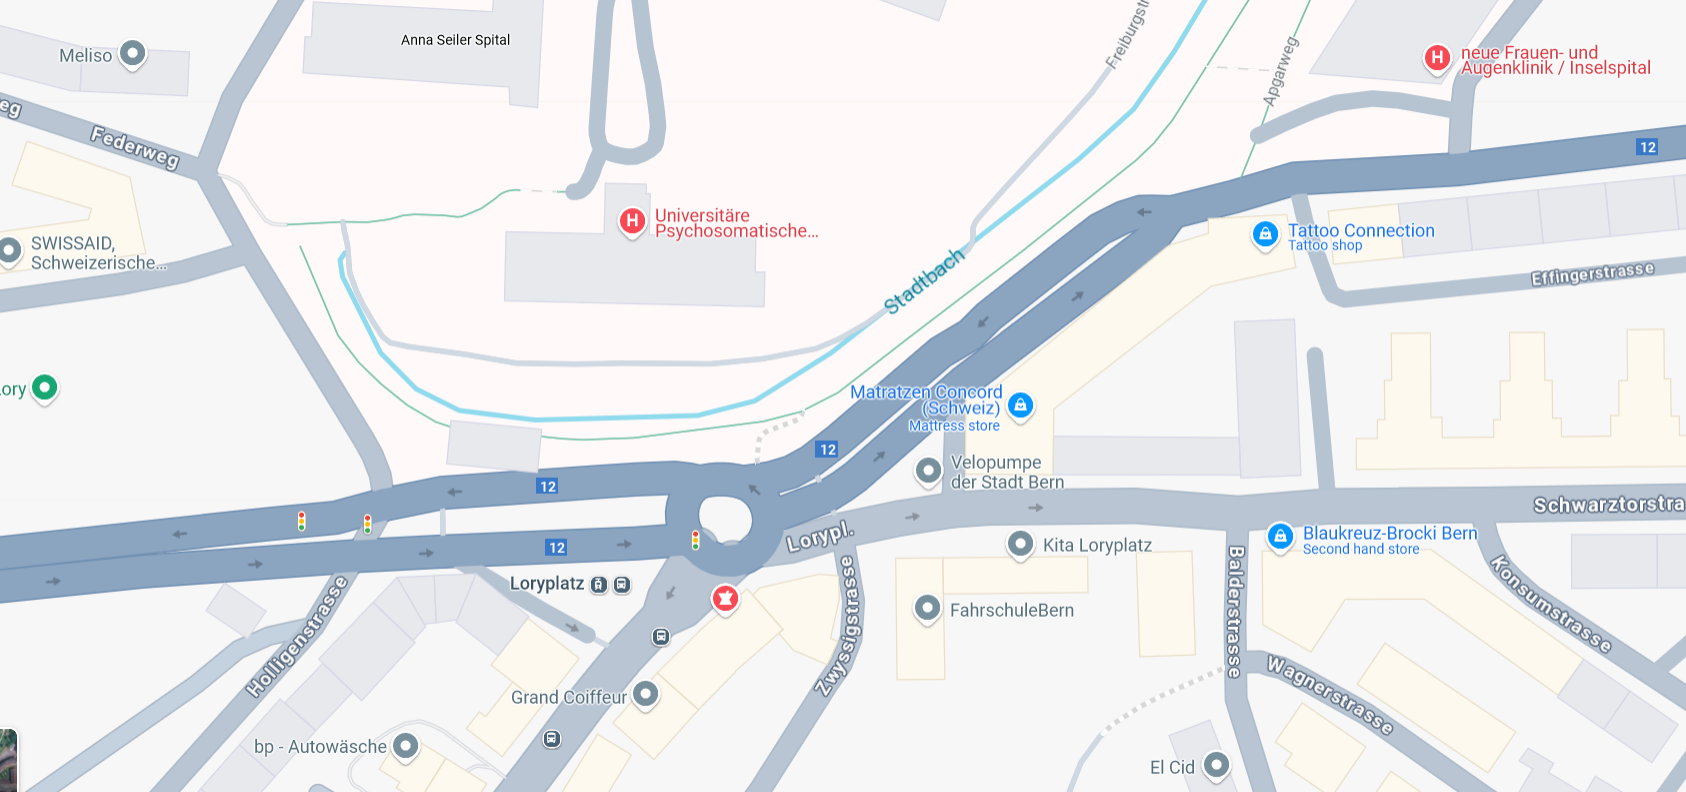 Anna Seiler Spital
Meliso
Freiburgstr
Apgarweg
neue Frauen- und
Augenklinik / Inselspital
eg
Federweg
12
Universitäre
Psychosomatische...
SWISSAID,
Schweizerische...
Stadtbach
Tattoo Connection
Tattoo shop
Effingerstrasse
Lory
Matratzen Concord
(Schweiz)
Mattress store
12
Velopumpe
der Stadt Bern
12
Schwarztorstra
Lorypl.
Blaukreuz-Brocki Bern
Second hand store
12
Kita Loryplatz
Loryplatz
Holligenstrasse
Zwyssigstrasse
FahrschuleBern
Balderstrasse
Konsumstrasse
Wagnerstrasse
Grand Coiffeur
bp - Autowäsche
El Cid
H
H